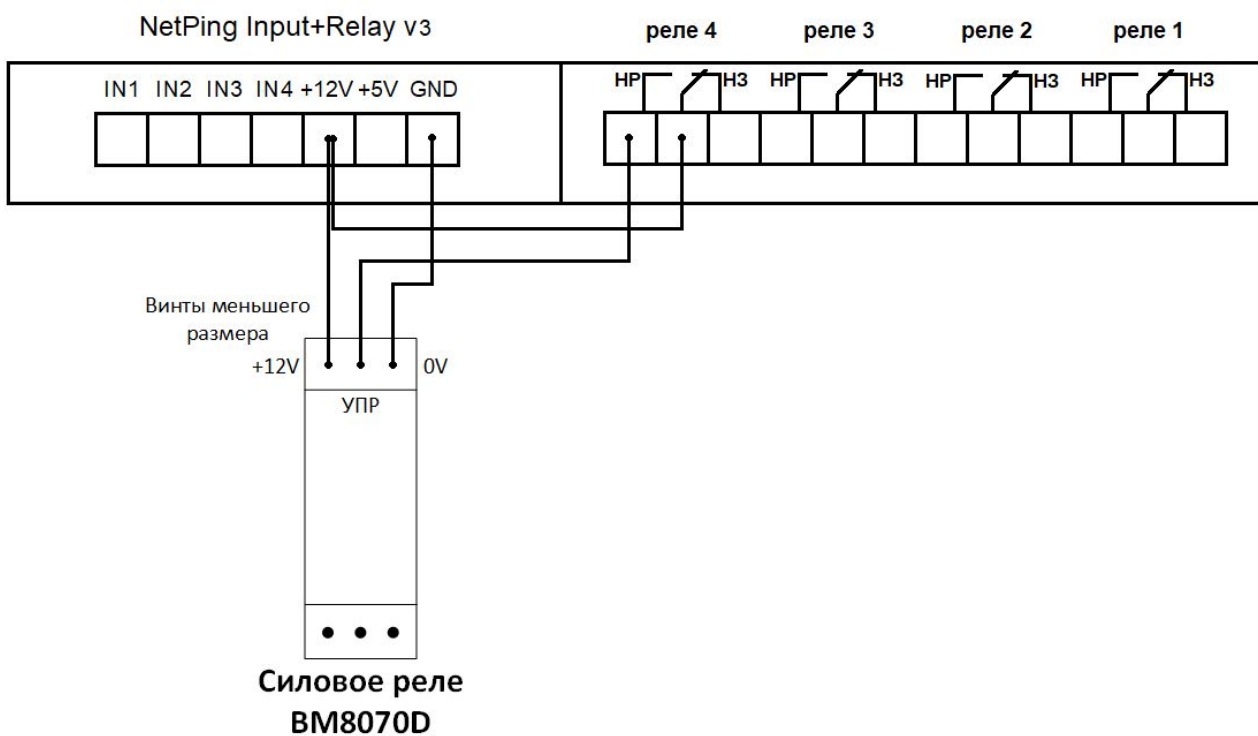 NetPing Input+Relay v3
реле 4 реле 3 реле 2 реле 1
IN1 IN2 IN3 IN4 +12V +5V GND
НР НЗ НР НЗ НР НЗ НР НЗ
Винты меньшего
размера
+12V 0V
УПР
Силовое реле
BM8070D